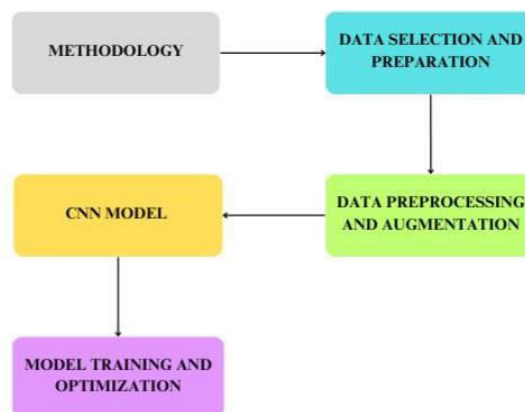 METHODOLOGY
DATA SELECTION AND
PREPARATION
DATA PREPROCESSING
AND AUGMENTATION
CNN MODEL
MODEL TRAINING AND
OPTIMIZATION